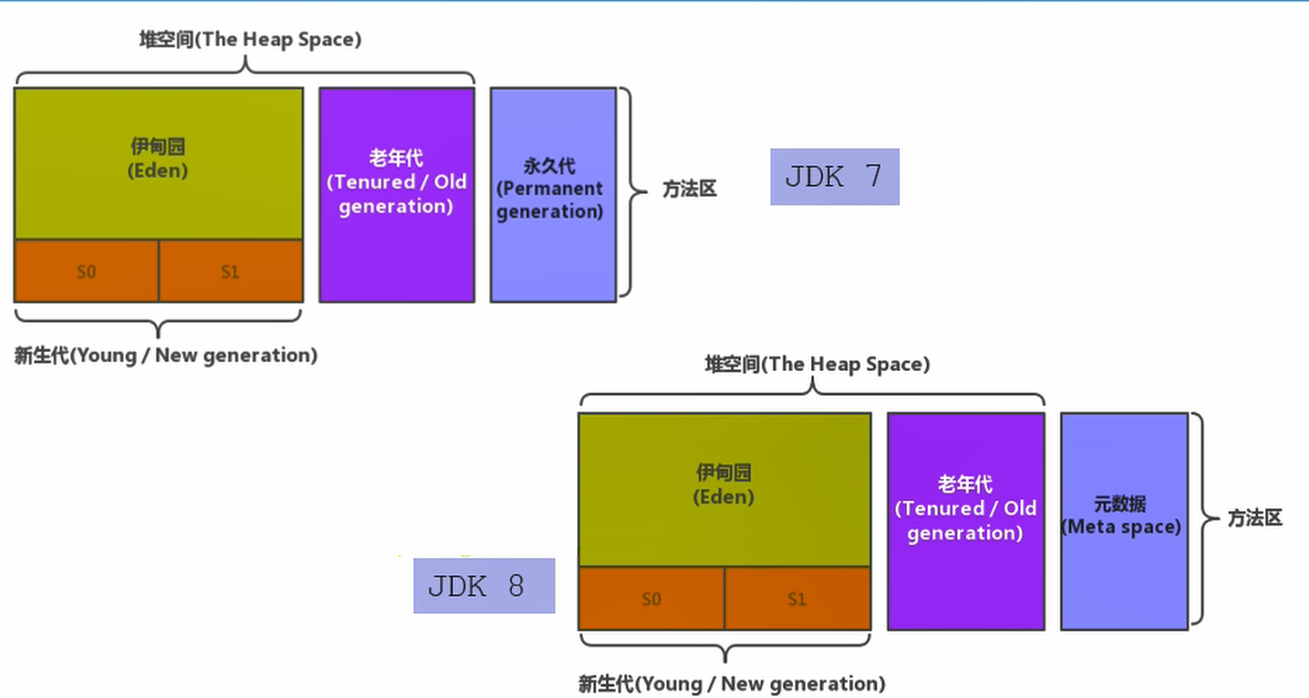 堆空间(The Heap Space)
伊甸园
(Eden)
S0
S1
老年代
(Tenured / Old
generation)
永久代
(Permanent
generation)
方法区
JDK 7
新生代(Young / New generation)
堆空间(The Heap Space)
伊甸园
(Eden)
S0
S1
老年代
(Tenured / Old
generation)
元数据
(Meta space)
方法区
JDK 8
新生代(Young / New generation)